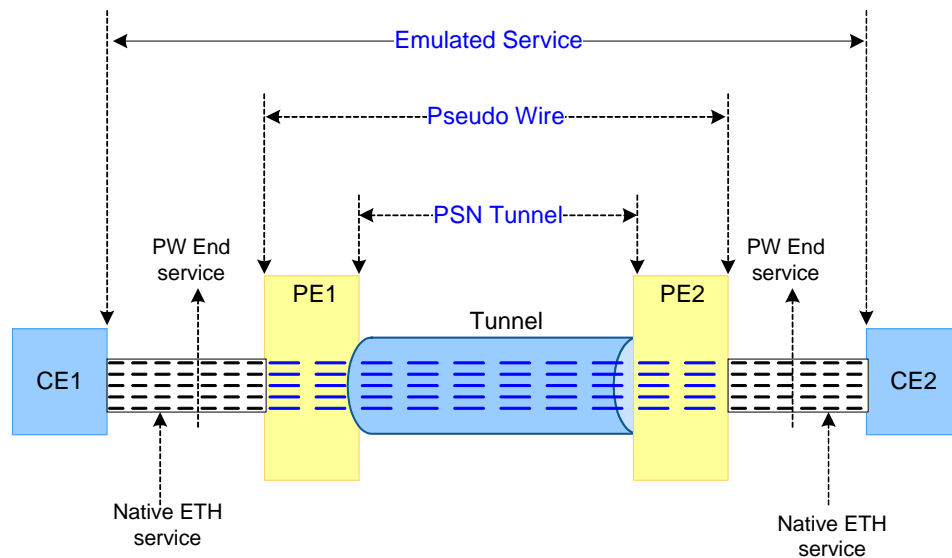 Emulated Service
Pseudo Wire
PSN Tunnel
PW End
service
PW End
service
PE1
PE2
Tunnel
CE1
CE2
Native ETH
service
Native ETH
service